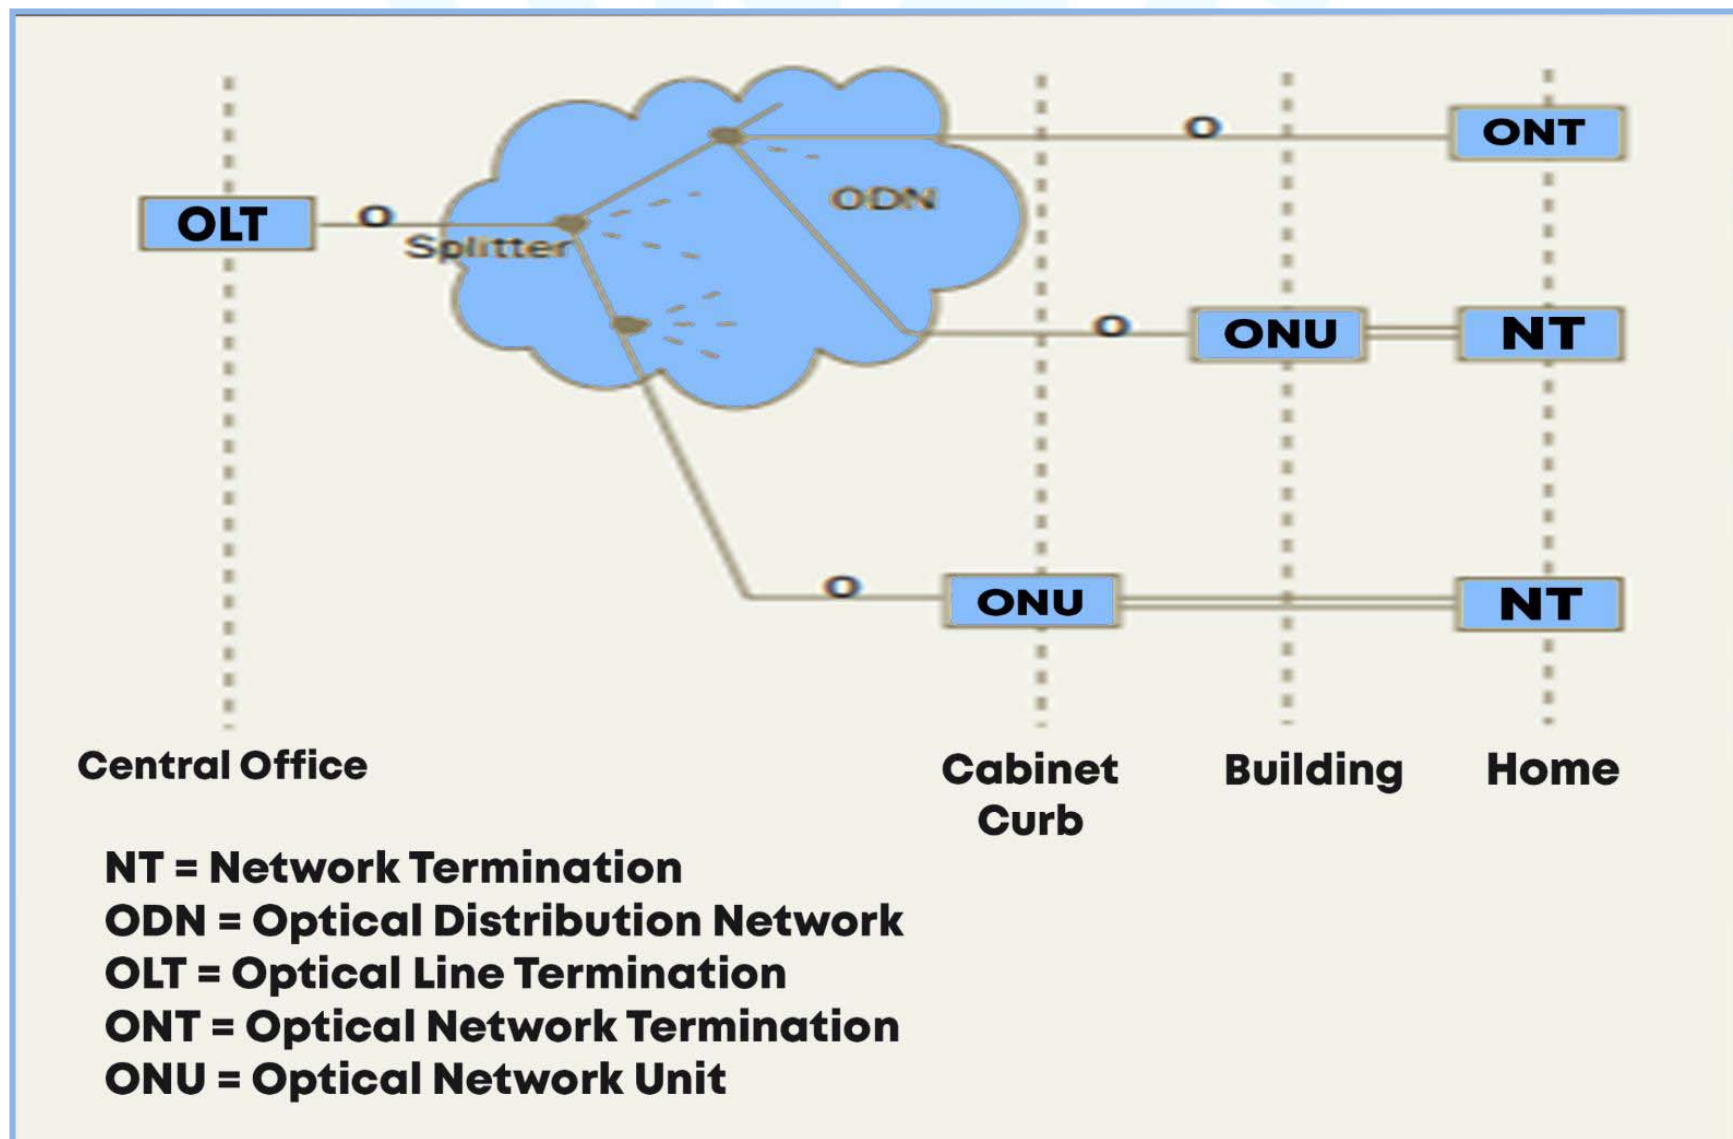 O
ONT
ODN
OLT
O
Splitter
O
ONU
NT
O
ONU
NT
Central Office
Cabinet
Curb
Building
Home
NT = Network Termination
ODN = Optical Distribution Network
OLT = Optical Line Termination
ONT = Optical Network Termination
ONU = Optical Network Unit